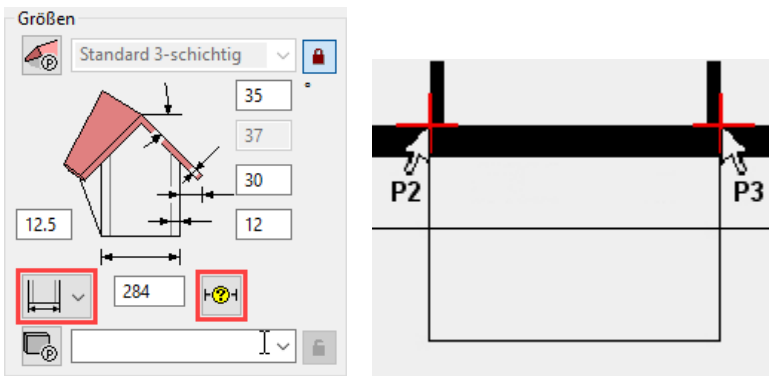 Größen
P
Standard 3-schichtig
35 °
37
30
12.5
12
284
?
P
P2
P3